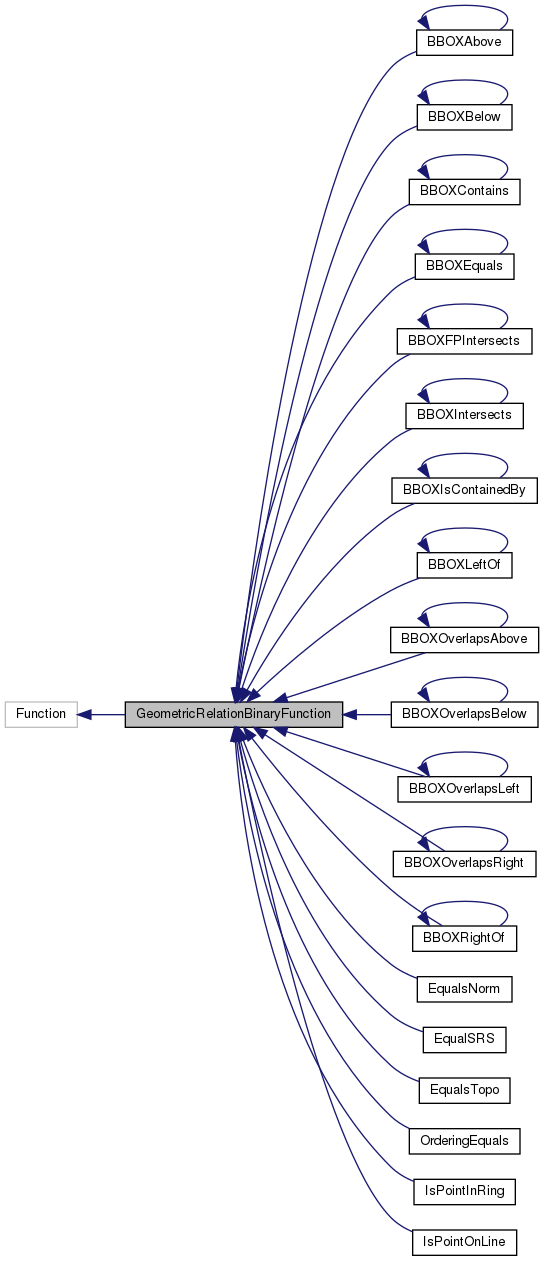 BBOXAbove
BBOXBelow
BBOXContains
BBOXEquals
BBOXFPIntersects
BBOXIntersects
BBOXIsContainedBy
BBOXLeftOf
BBOXOverlapsAbove
Function
GeometricRelationBinaryFunction
BBOXOverlapsBelow
BBOXOverlapsLeft
BBOXOverlapsRight
BBOXRightOf
EqualsNorm
EqualSRS
EqualsTopo
OrderingEquals
IsPointInRing
IsPointOnLine